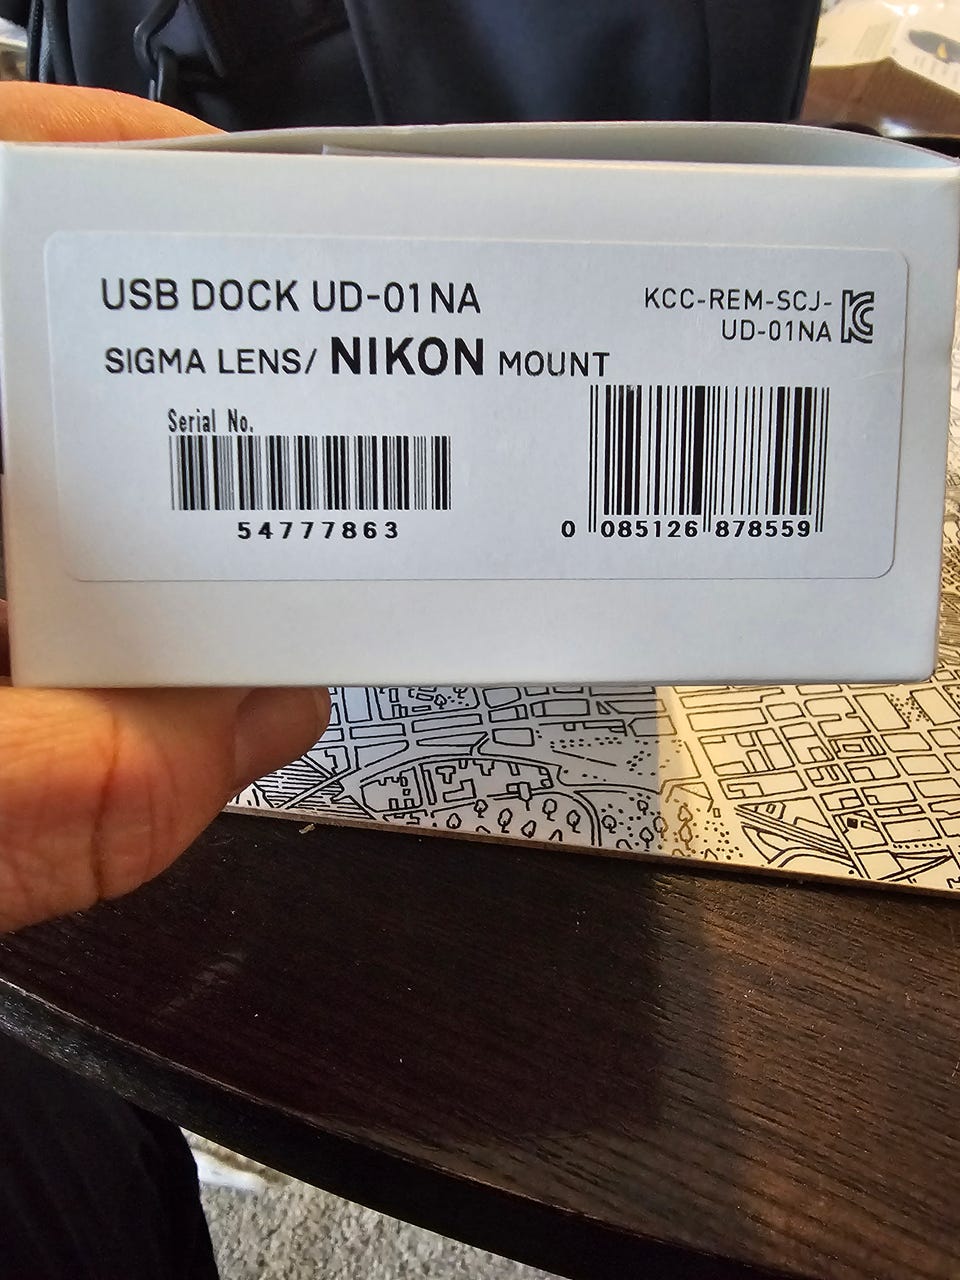 USB DOCK UD-01NA
SIGMA LENS/ NIKON MOUNT
KCC-REM-SCJ-
UD-01NA
Serial No.
54777863
0 085126 878559